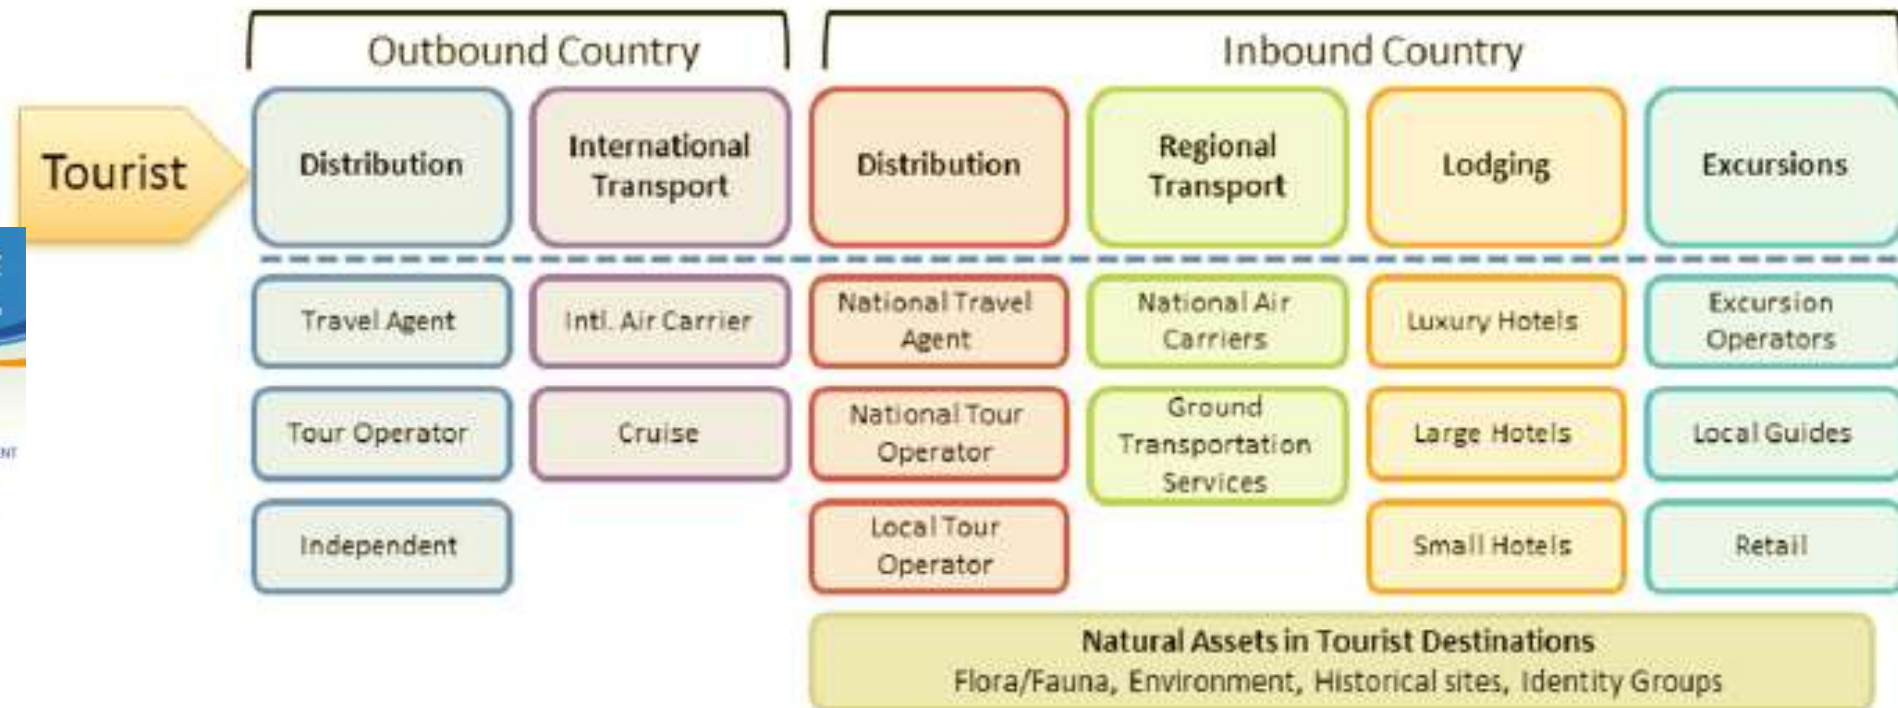 Outbound Country
Inbound Country
Tourist
Distribution
International
Transport
Distribution
Regional
Transport
Lodging
Excursions
Travel Agent
Intl. Air Carrier
National Travel
Agent
National Air
Carriers
Luxury Hotels
Excursion
Operators
Tour Operator
Cruise
National Tour
Operator
Ground
Transportation
Services
Large Hotels
Local Guides
Independent
Local Tour
Operator
Small Hotels
Retail
Natural Assets in Tourist Destinations
Flora/Fauna, Environment, Historical sites, Identity Groups